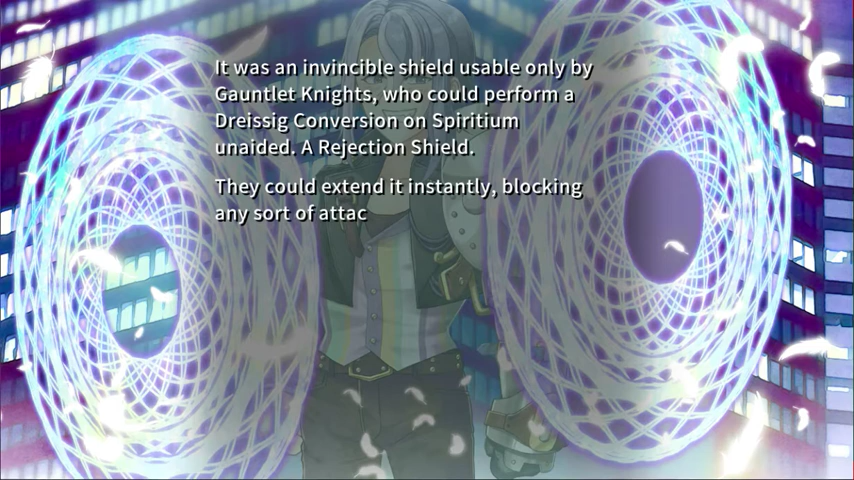 It was an invincible shield usable only by
Gauntlet Knights, who could perform a
Dreissig Conversion on Spiritium
unaided. A Rejection Shield.
They could extend it instantly, blocking
any sort of attac